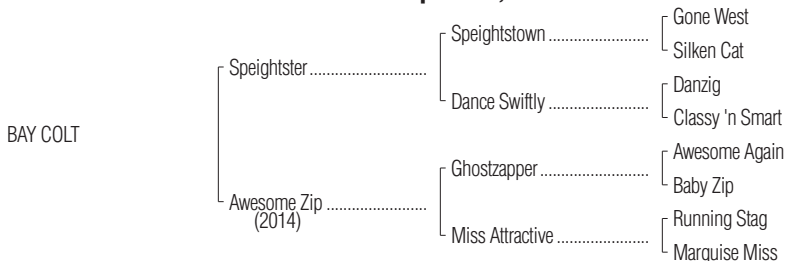 Gone West
Speightstown ........................
Silken Cat
Speightster ............................
Danzig
Dance Swiftly ........................
Classy 'n Smart
BAY COLT
Awesome Again
Ghostzapper ..........................
Baby Zip
Awesome Zip ........................
(2014)
Running Stag
Miss Attractive ......................
Marquise Miss